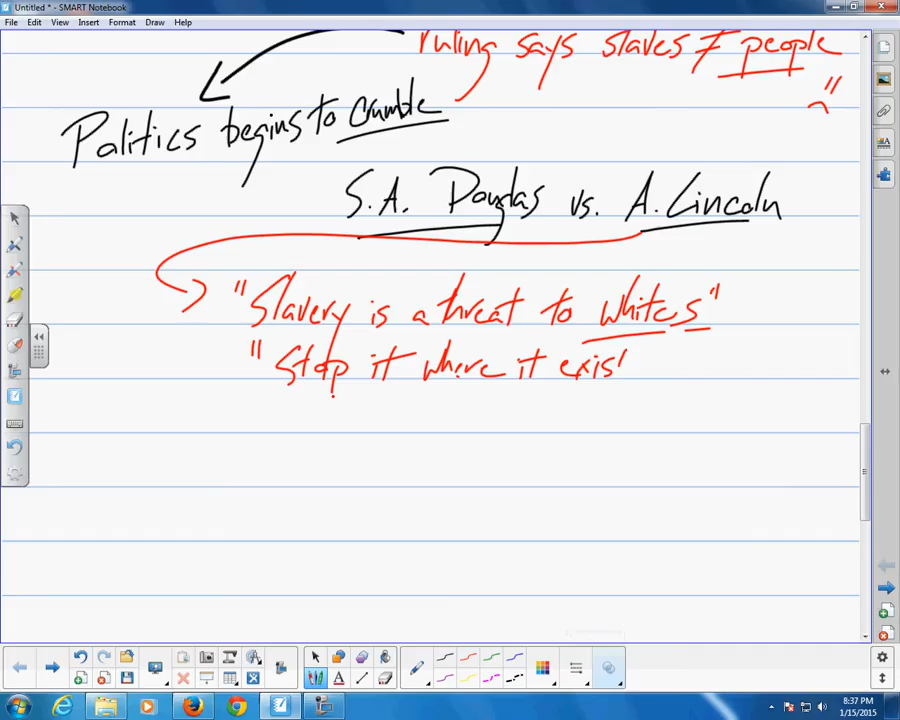 Untitled * - SMART Notebook
File Edit View Insert Format Draw Help
ruling says slaves ≠ people
"
Politics begins to crumble
S.A. Douglas vs. A. Lincoln
"Slavery is a threat to whites"
"Stop it where it exist
8:37 PM
1/15/2015